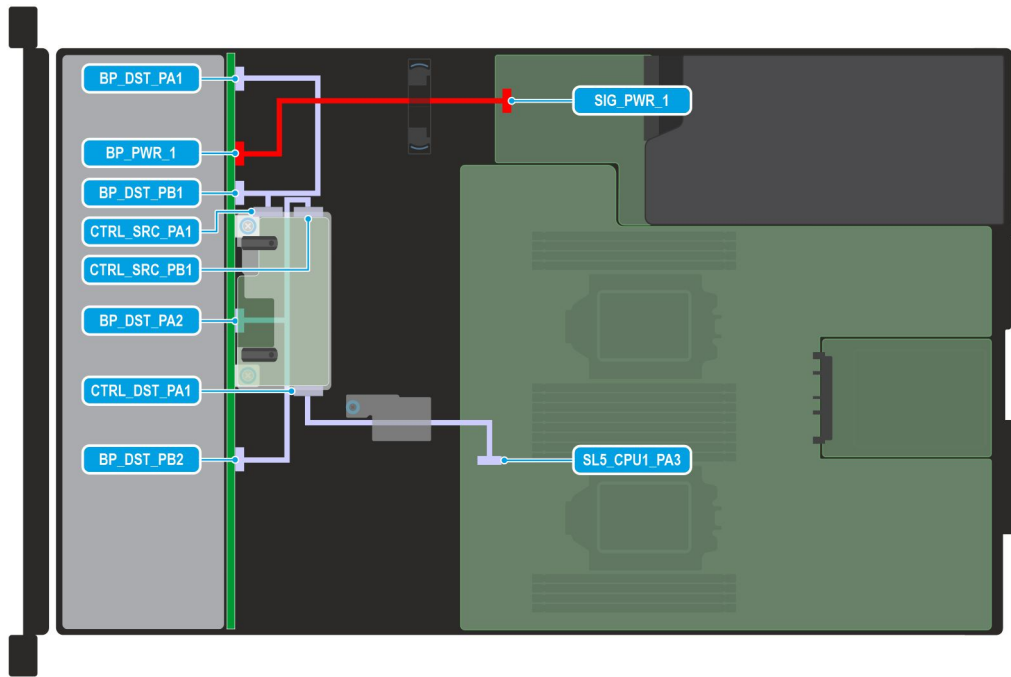 BP_DST_PA1
SIG_PWR_1
BP_PWR_1
BP_DST_PB1
CTRL_SRC_PA1
CTRL_SRC_PB1
BP_DST_PA2
CTRL_DST_PA1
BP_DST_PB2
SL5_CPU1_PA3